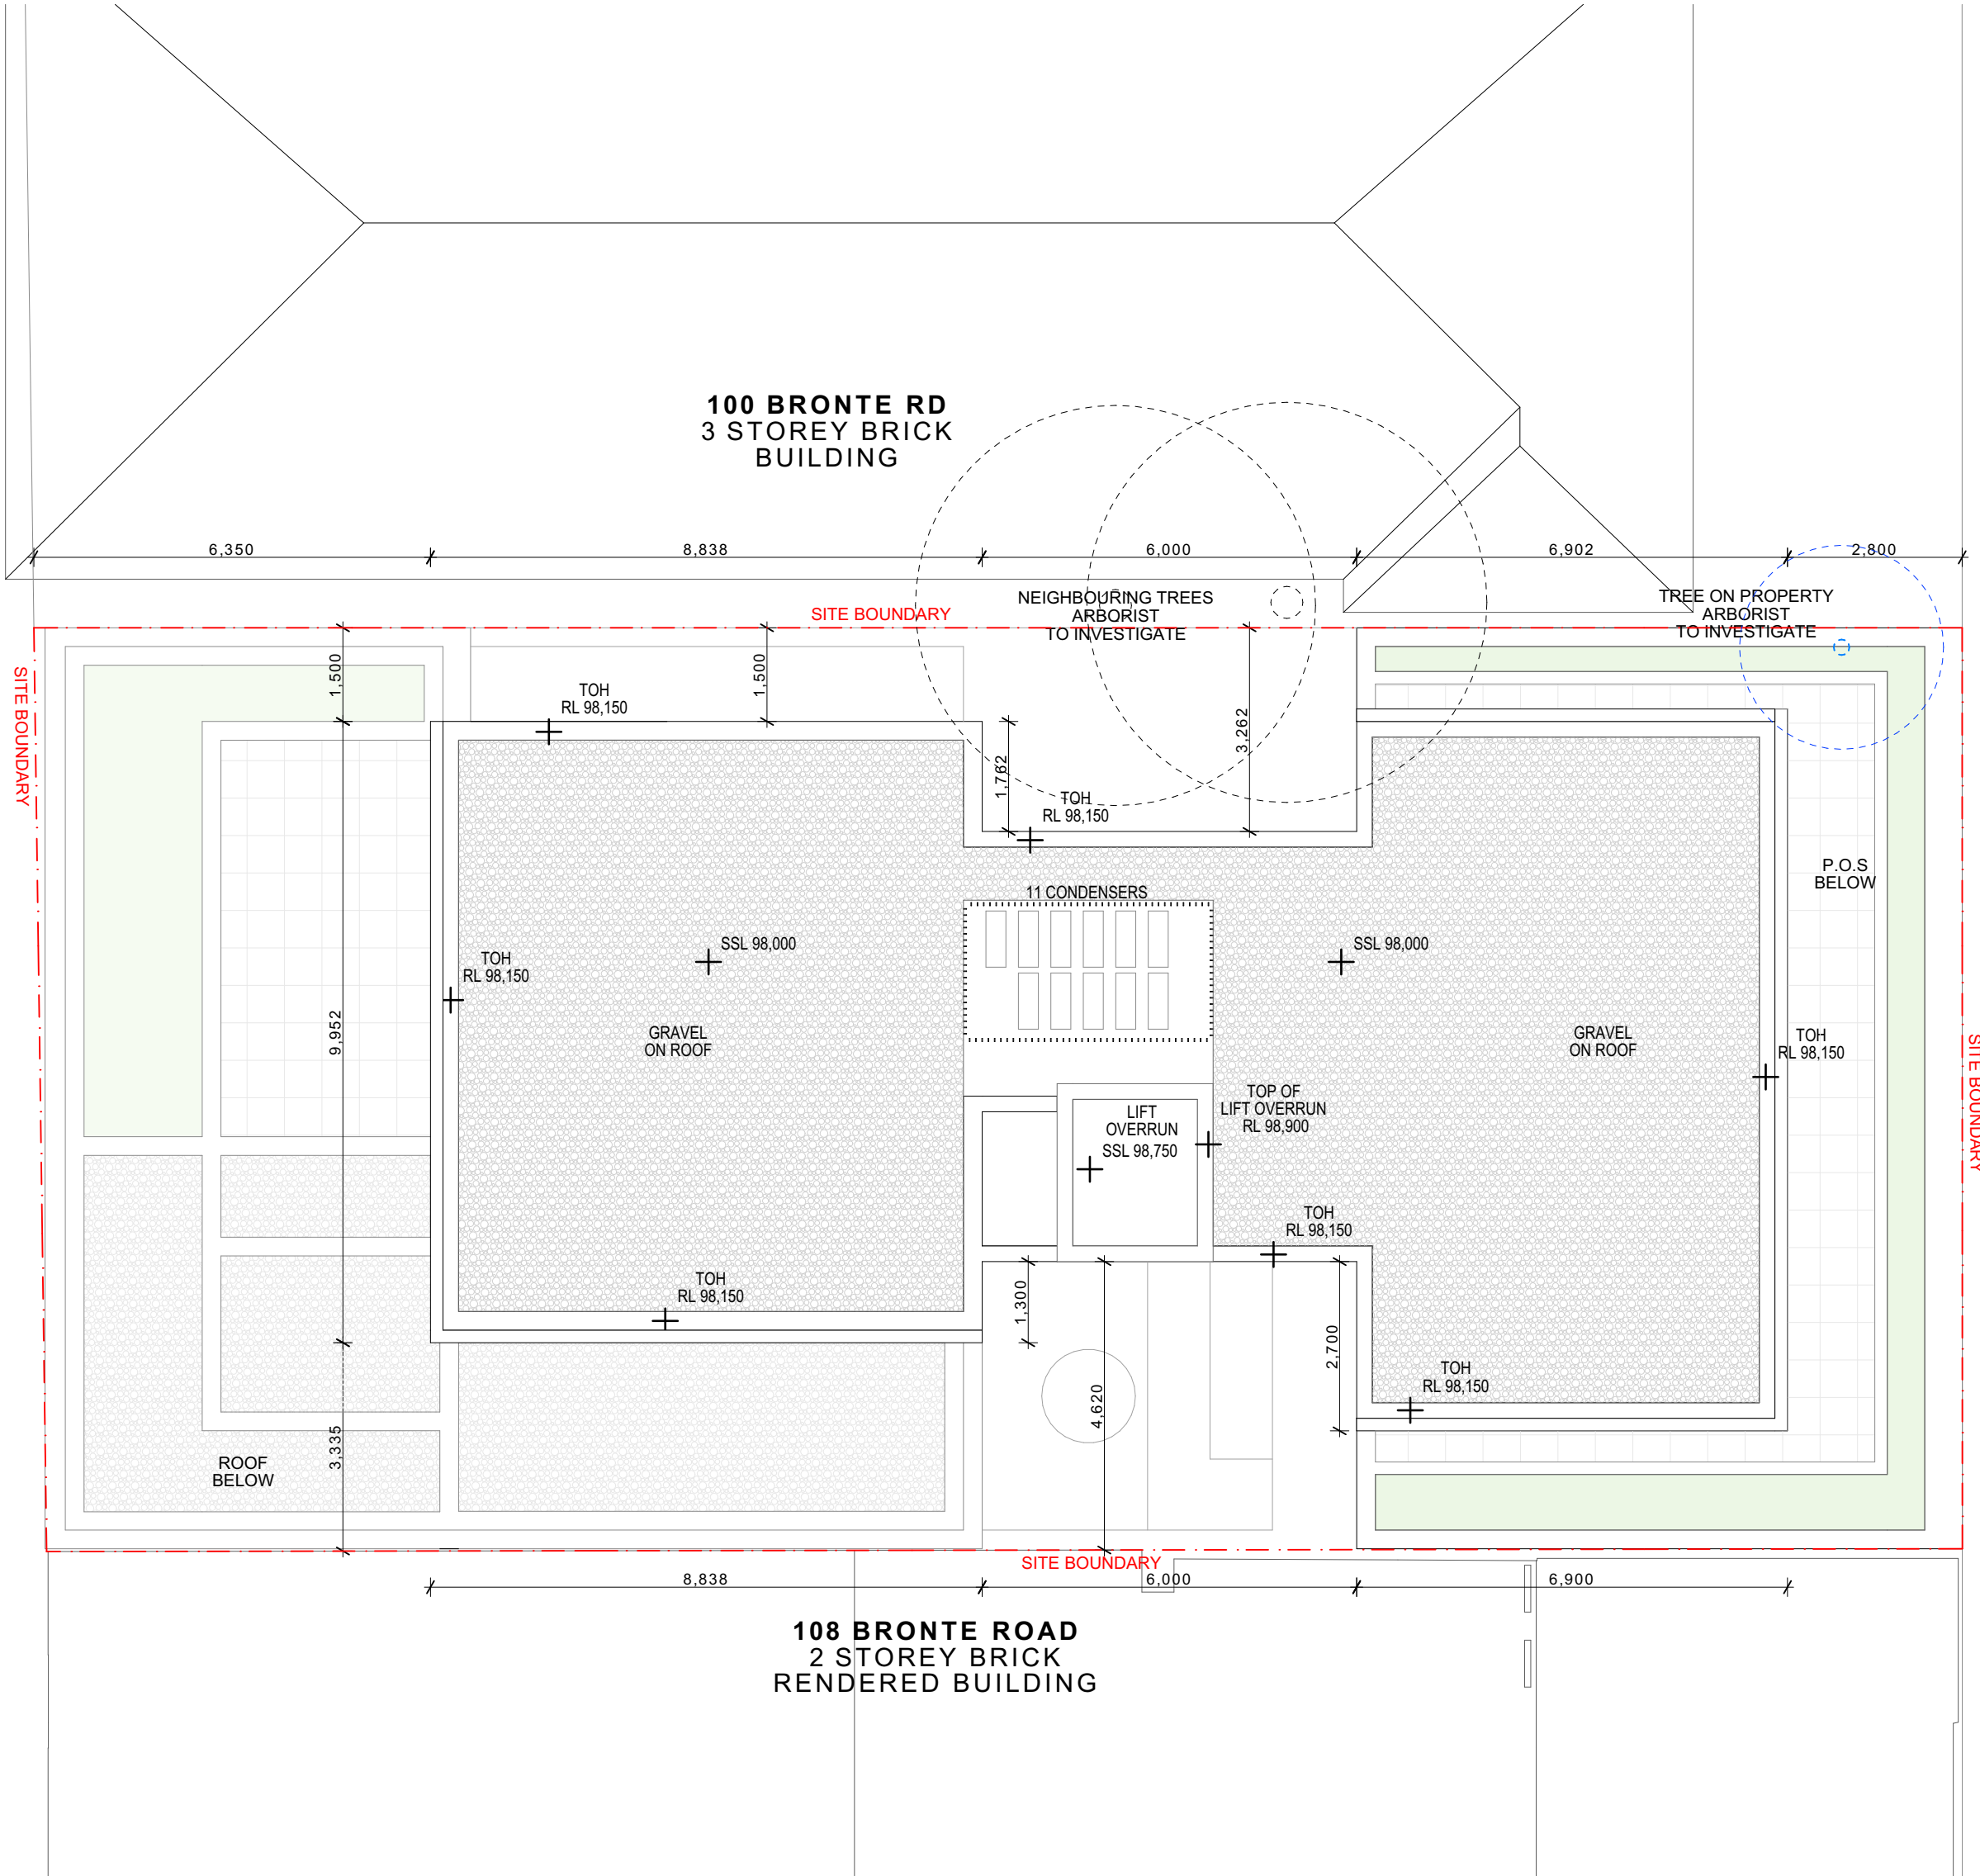 100 BRONTE RD
3 STOREY BRICK
BUILDING
6,350
8,838
6,000
6,902
2,800
NEIGHBOURING TREES
ARBORIST
TO INVESTIGATE
TREE ON PROPERTY
ARBORIST
TO INVESTIGATE
SITE BOUNDARY
SITE BOUNDARY
1,500
1,500
3,262
1,762
TOH
RL 98,150
TOH
RL 98,150
P.O.S
BELOW
11 CONDENSERS
SSL 98,000
SSL 98,000
TOH
RL 98,150
9,952
GRAVEL
ON ROOF
GRAVEL
ON ROOF
TOH
RL 98,150
SITE BOUNDARY
TOP OF
LIFT OVERRUN
RL 98,900
LIFT
OVERRUN
SSL 98,750
TOH
RL 98,150
TOH
RL 98,150
1,300
2,700
4,620
TOH
RL 98,150
3,335
ROOF
BELOW
SITE BOUNDARY
8,838
6,000
6,900
108 BRONTE ROAD
2 STOREY BRICK
RENDERED BUILDING